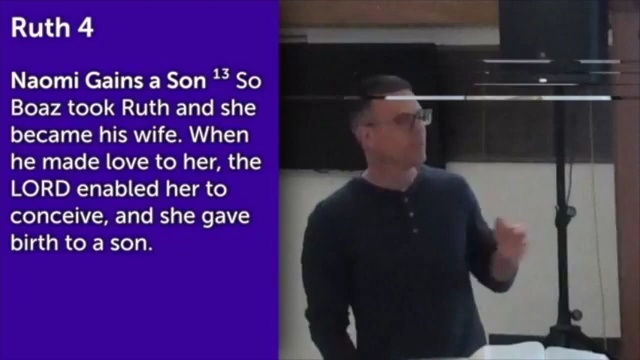 Ruth 4
Naomi Gains a Son 13 So
Boaz took Ruth and she
became his wife. When
he made love to her, the
LORD enabled her to
conceive, and she gave
birth to a son.